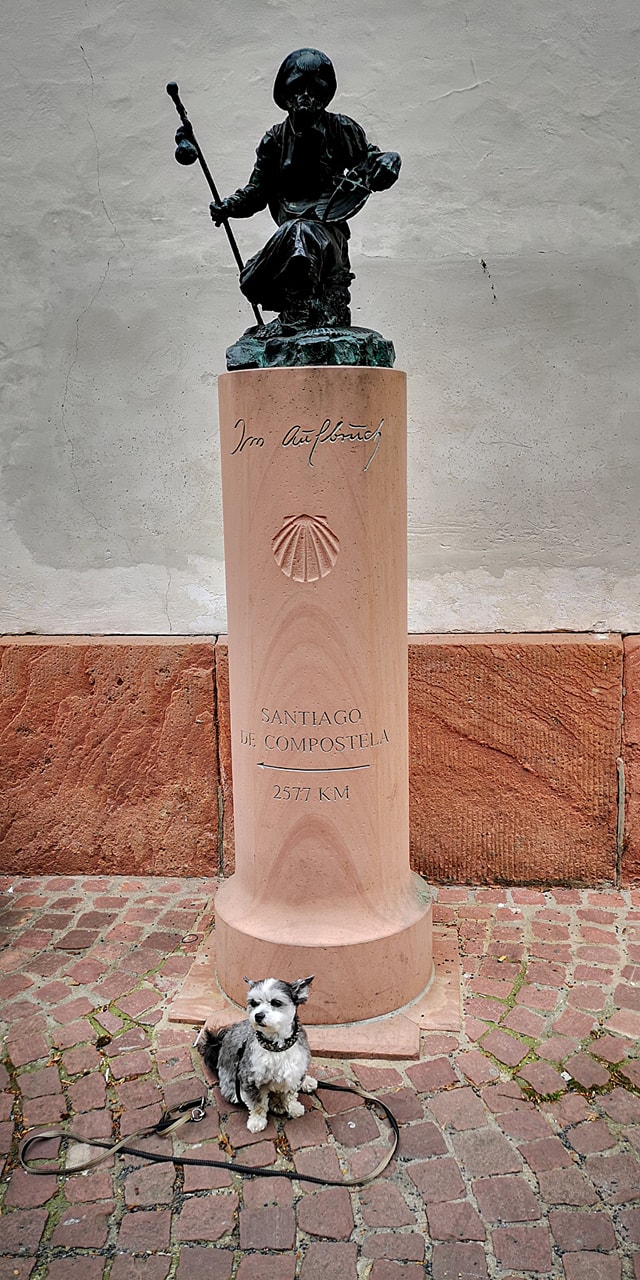 Im Aufbruch
SANTIAGO
DE COMPOSTELA
2577 KM